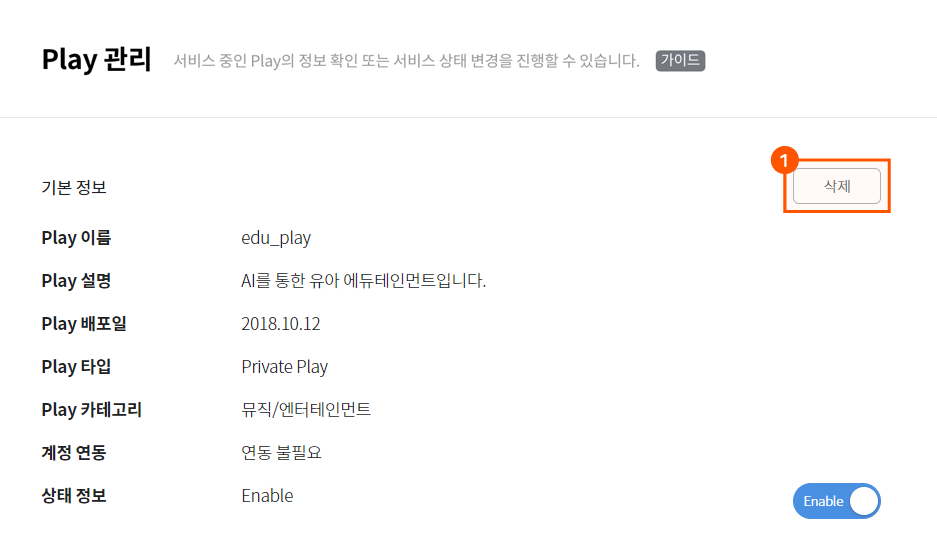 Play 관리 서비스 중인 Play의 정보 확인 또는 서비스 상태 변경을 진행할 수 있습니다. 가이드
1
기본 정보 삭제
Play 이름 edu_play
Play 설명 AI를 통한 유아 에듀테인먼트입니다.
Play 배포일 2018.10.12
Play 타입 Private Play
Play 카테고리 뮤직/엔터테인먼트
계정 연동 연동 불필요
상태 정보 Enable Enable